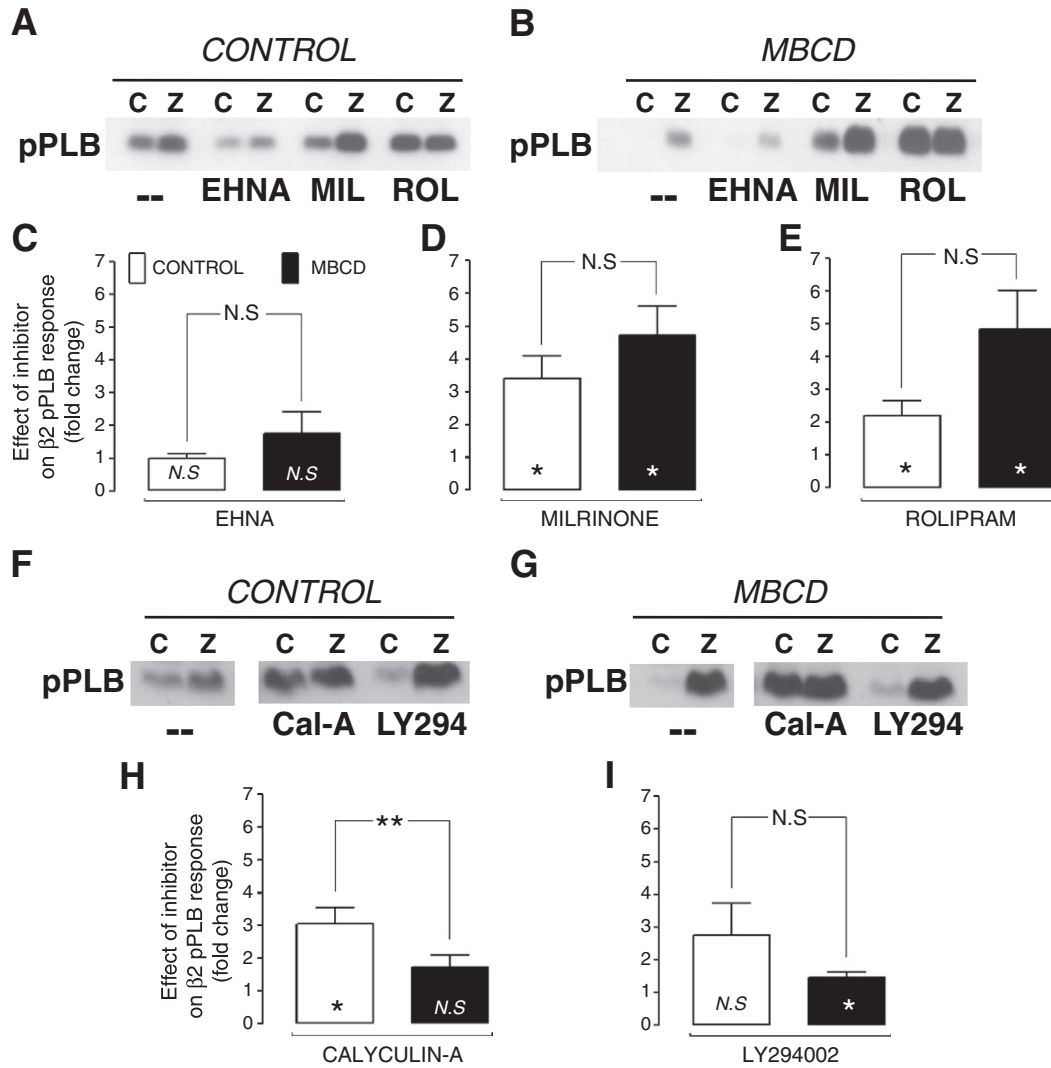 A
CONTROL
C Z C Z C Z C Z
pPLB
-- EHNA MIL ROL
B
MBCD
C Z C Z C Z C Z
pPLB
-- EHNA MIL ROL
C
CONTROL MBCD
Effect of inhibitor
on β2 pPLB response
(fold change)
7
6
5
4
3
2
1
0
N.S
N.S N.S
EHNA
D
7
6
5
4
3
2
1
0
N.S
* *
MILRINONE
E
7
6
5
4
3
2
1
0
N.S
* *
ROLIPRAM
F
CONTROL
C Z C Z C Z
pPLB
-- Cal-A LY294
G
MBCD
C Z C Z C Z
pPLB
-- Cal-A LY294
H
Effect of inhibitor
on β2 pPLB response
(fold change)
7
6
5
4
3
2
1
0
**
* N.S
CALYCULIN-A
I
7
6
5
4
3
2
1
0
N.S
N.S *
LY294002